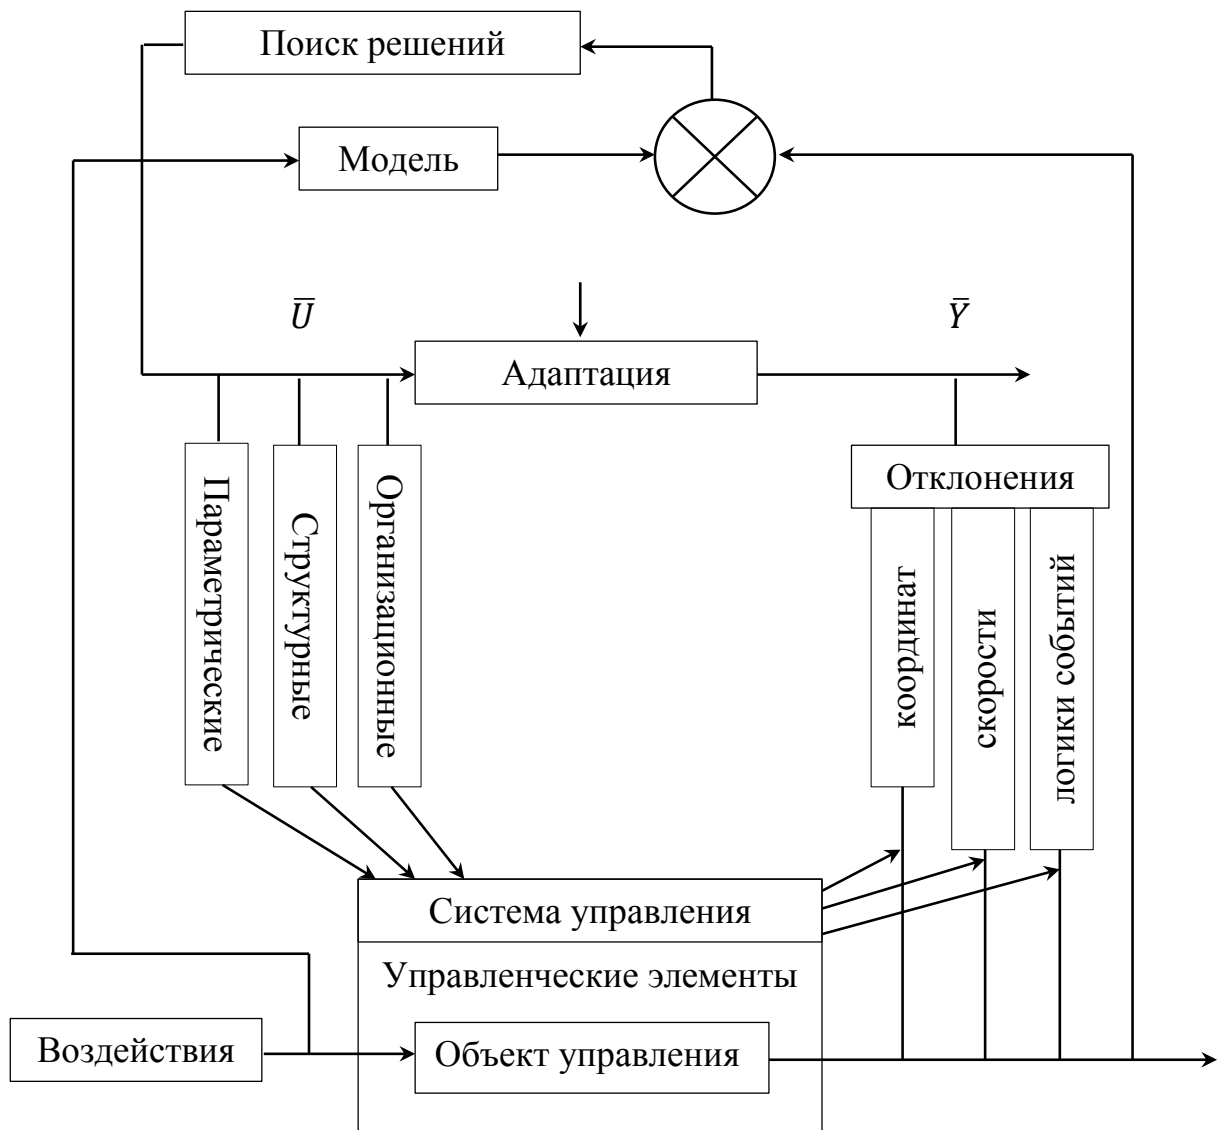 Поиск решений
Модель
U̅
Y̅
Адаптация
Отклонения
Параметрические
Структурные
Организационные
координат
скорости
логики событий
Система управления
Управленческие элементы
Воздействия
Объект управления